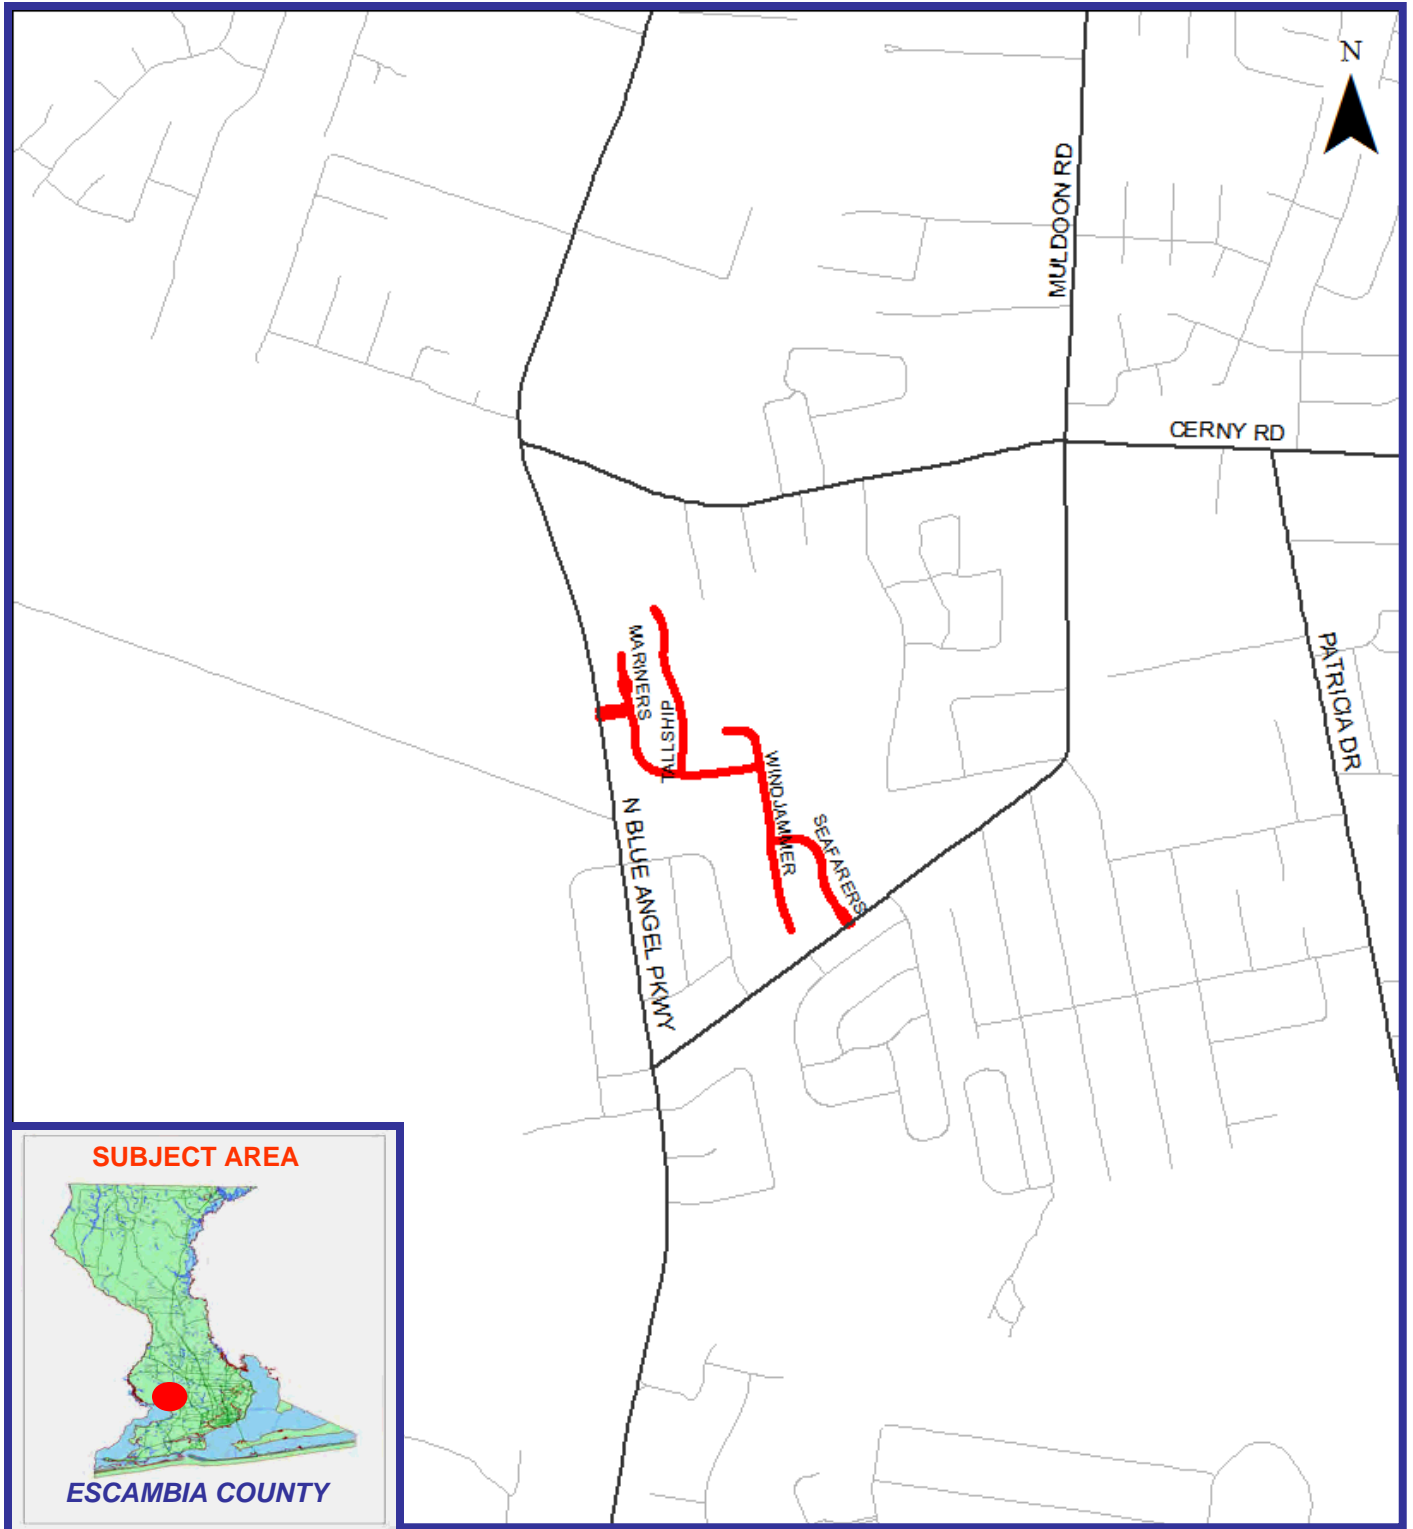 N
MULDOON RD
CERNY RD
MARINERS
TALLSHIP
PATRICIA DR
WINDJAMMER
SEAFARERS
N BLUE ANGEL PKWY
SUBJECT AREA
ESCAMBIA COUNTY